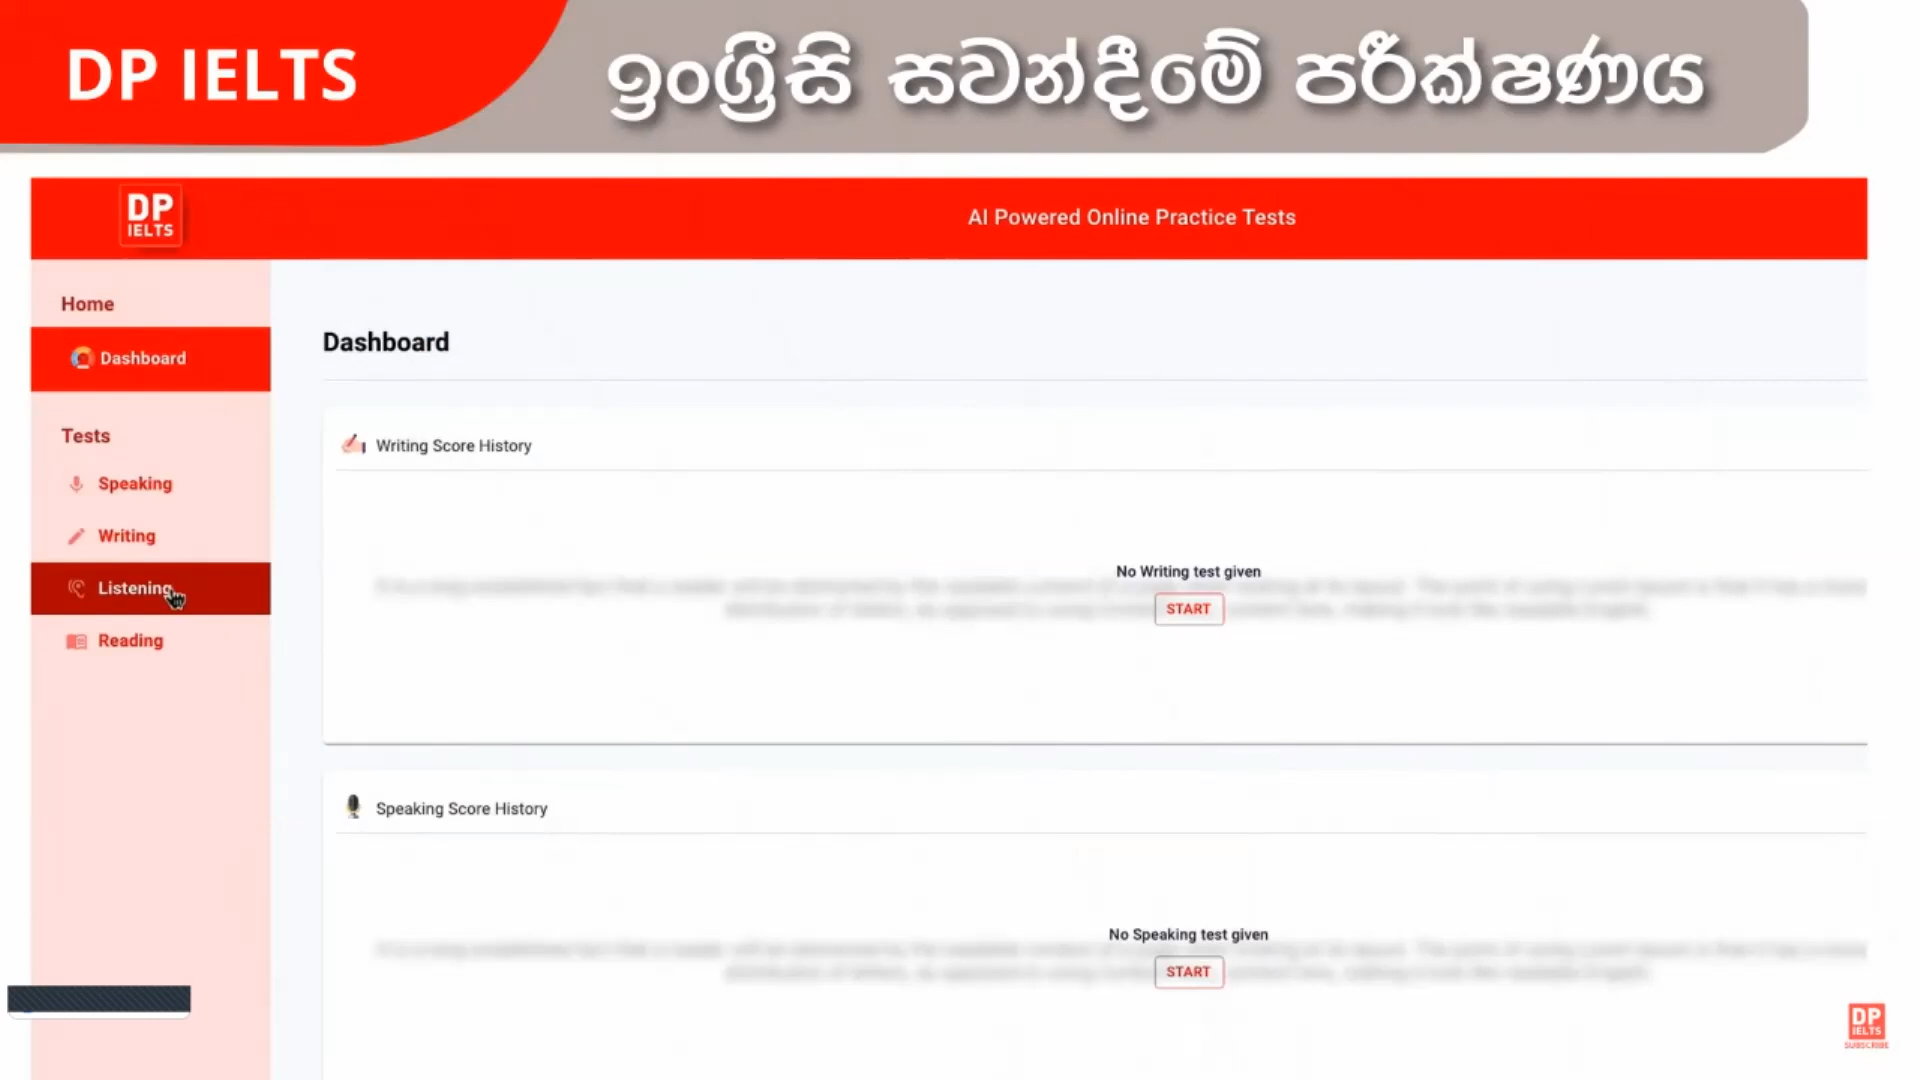 DP IELTS
ඉංග්‍රීසි සවන්දීමේ පරීක්ෂණය
DP
IELTS
AI Powered Online Practice Tests
Home
Dashboard
Tests
Speaking
Writing
Listening
Reading
Dashboard
Writing Score History
No Writing test given
START
Speaking Score History
No Speaking test given
START
DP
IELTS
SUBSCRIBE